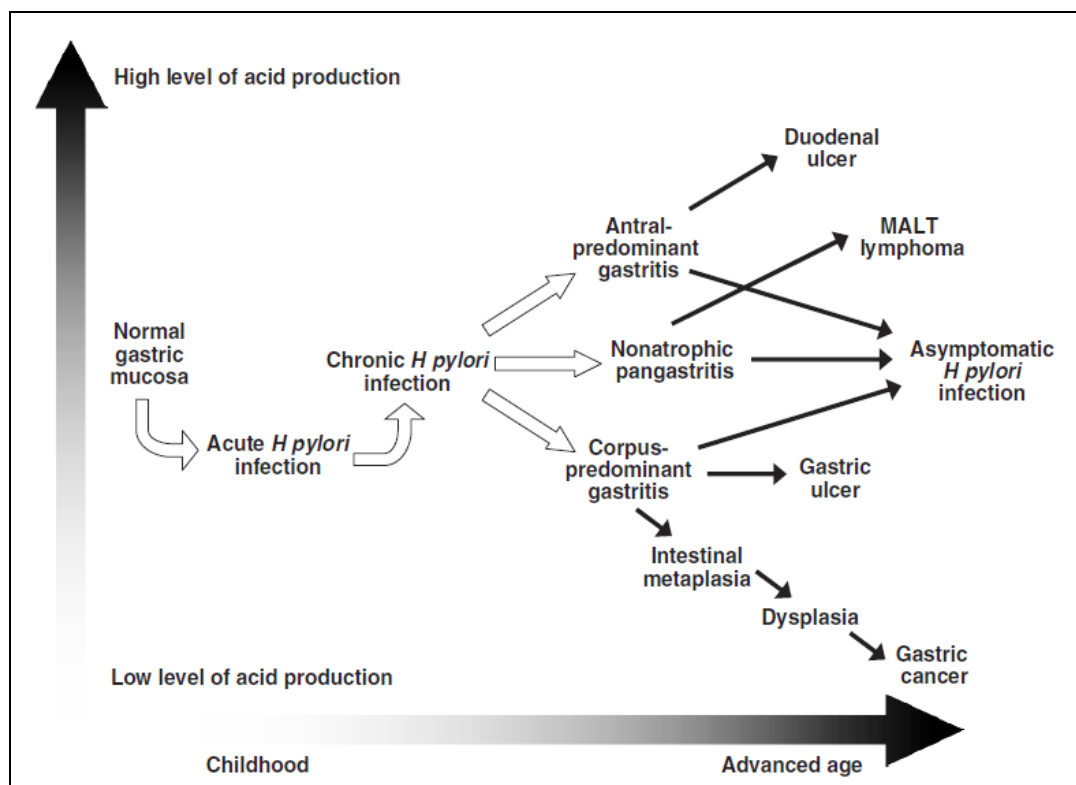 High level of acid production
Duodenal
ulcer
Antral-
predominant
gastritis
MALT
lymphoma
Normal
gastric
mucosa
Chronic H pylori
infection
Nonatrophic
pangastritis
Asymptomatic
H pylori
infection
Acute H pylori
infection
Corpus-
predominant
gastritis
Gastric
ulcer
Intestinal
metaplasia
Dysplasia
Gastric
cancer
Low level of acid production
Childhood
Advanced age